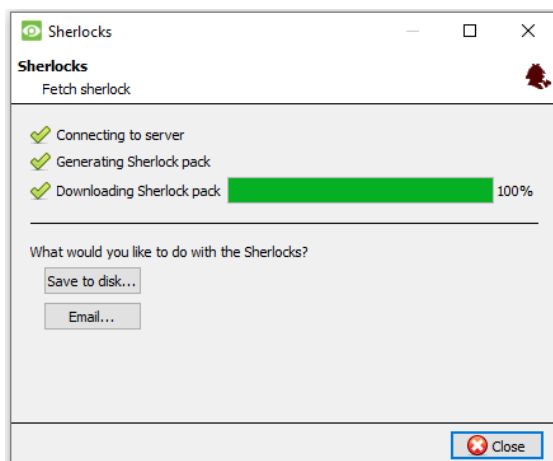 Sherlocks
Sherlocks
Fetch sherlock
Connecting to server
Generating Sherlock pack
Downloading Sherlock pack 100%
What would you like to do with the Sherlocks?
Save to disk...
Email...
Close